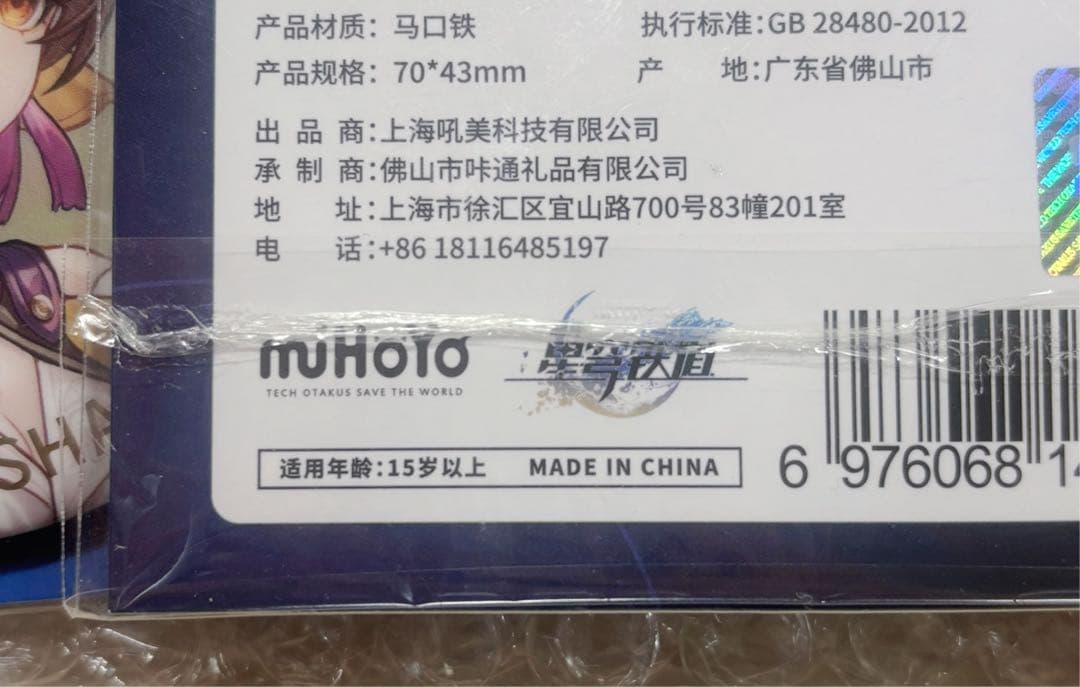 产品材质：马口铁 执行标准:GB 28480-2012
产品规格：70*43mm 产 地:广东省佛山市
出 品 商:上海吼美科技有限公司
承 制 商:佛山市咔通礼品有限公司
地 址:上海市徐汇区宜山路700号83幢201室
电 话:+86 18116485197
miHoYo
TECH OTAKUS SAVE THE WORLD
星穹铁道
适用年龄:15岁以上 MADE IN CHINA
6 976068 14
SHA